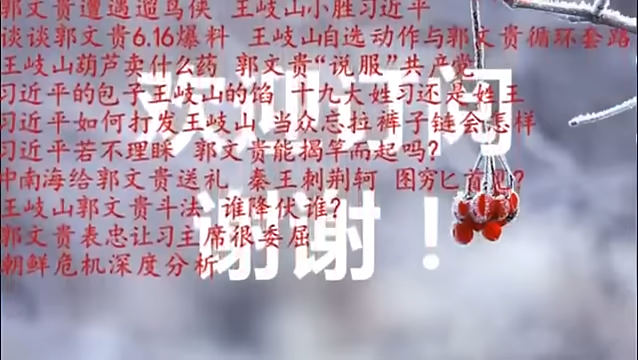 郭文贵遭遇遛鸟侠 王岐山小胜习近平
谈谈郭文贵6.16爆料 王岐山自选动作与郭文贵循环套路
王岐山葫芦卖什么药 郭文贵“说服”共产党
习近平的包子王岐山的馅 十九大姓习还是姓王
习近平如何打发王岐山 当众忘拉裤子链会怎样
习近平若不理睬 郭文贵能揭竿而起吗?
中南海给郭文贵送礼 秦王刺荆轲 图穷匕首见?
王岐山郭文贵斗法 谁降伏谁?
郭文贵表忠让习主席很委屈
朝鲜危机深度分析
欢迎订阅
谢谢！